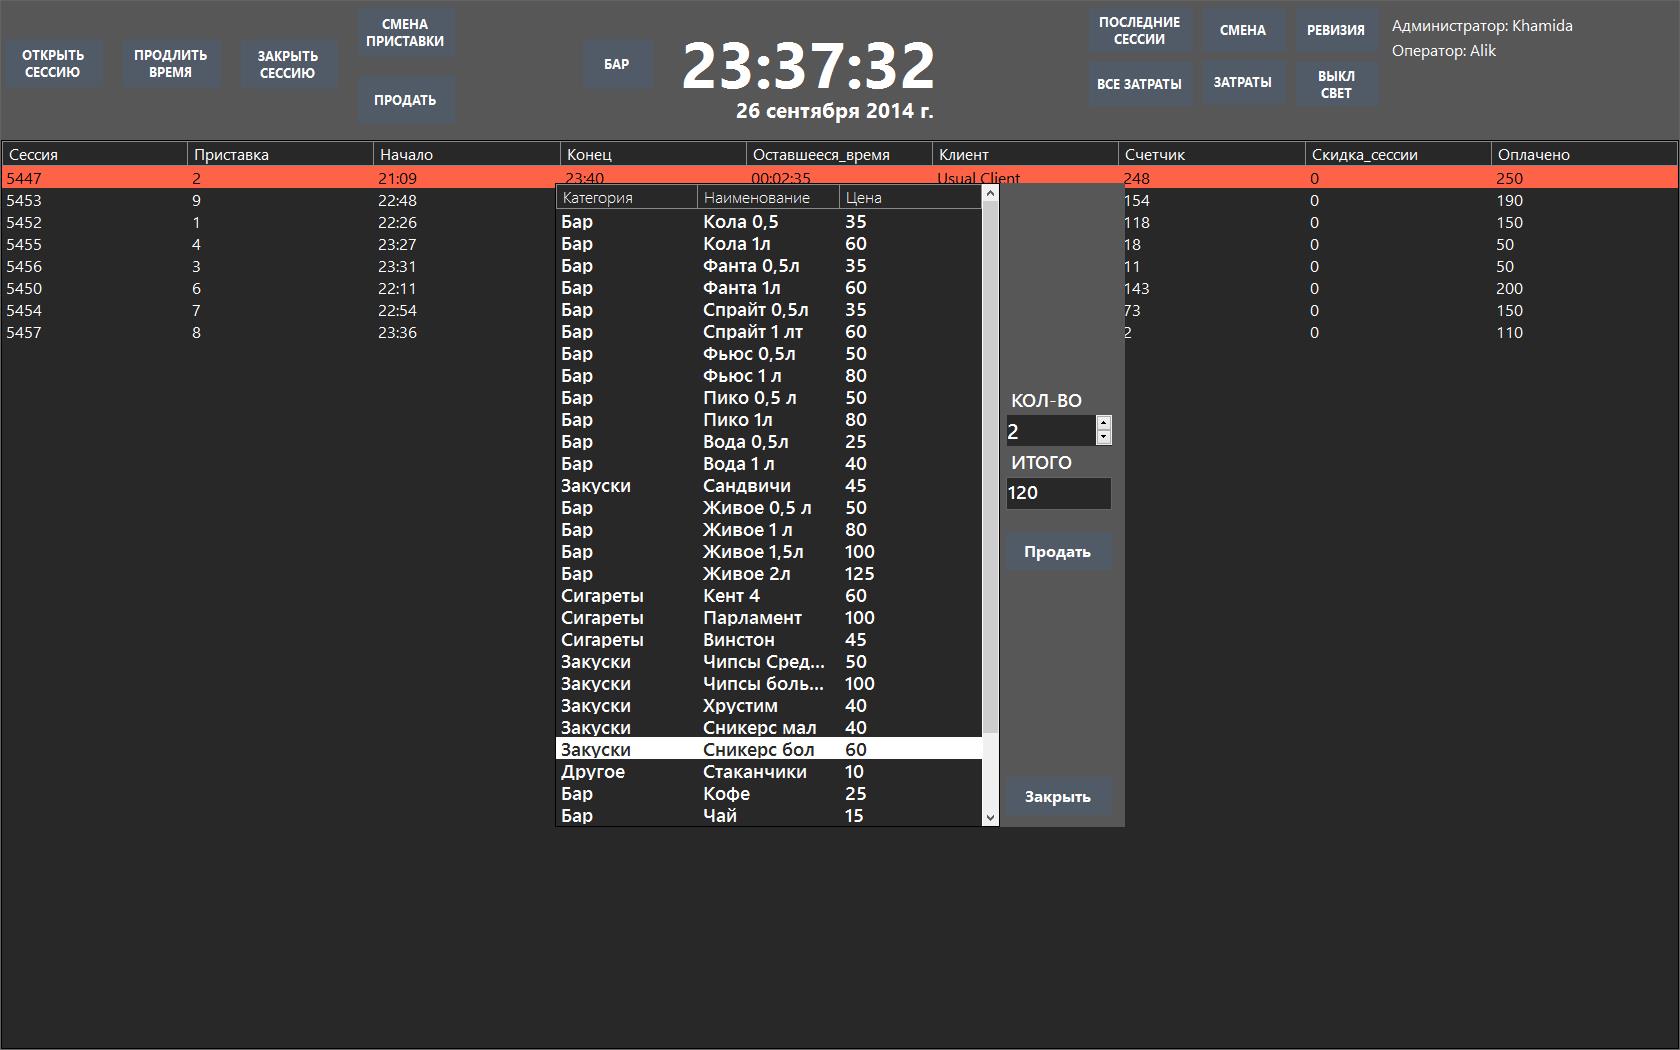 ОТКРЫТЬ
СЕССИЮ
ПРОДЛИТЬ
ВРЕМЯ
ЗАКРЫТЬ
СЕССИЮ
СМЕНА
ПРИСТАВКИ
ПРОДАТЬ
БАР
23:37:32
26 сентября 2014 г.
ПОСЛЕДНИЕ
СЕССИИ
СМЕНА
РЕВИЗИЯ
ВСЕ ЗАТРАТЫ
ЗАТРАТЫ
ВЫКЛ
СВЕТ
Администратор: Khamida
Оператор: Alik
Сессия Приставка Начало Конец Оставшееся_время Клиент Счетчик Скидка_сессии Оплачено
5447 2 21:09 23:40 00:02:35 Usual Client 248 0 250
5453 9 22:48 154 0 190
5452 1 22:26 118 0 150
5455 4 23:27 18 0 50
5456 3 23:31 11 0 50
5450 6 22:11 143 0 200
5454 7 22:54 73 0 150
5457 8 23:36 2 0 110
Категория Наименование Цена
Бар Кола 0,5 35
Бар Кола 1л 60
Бар Фанта 0,5л 35
Бар Фанта 1л 60
Бар Спрайт 0,5л 35
Бар Спрайт 1 лт 60
Бар Фьюс 0,5л 50
Бар Фьюс 1 л 80
Бар Пико 0,5 л 50
Бар Пико 1л 80
Бар Вода 0,5л 25
Бар Вода 1 л 40
Закуски Сандвичи 45
Бар Живое 0,5 л 50
Бар Живое 1 л 80
Бар Живое 1,5л 100
Бар Живое 2л 125
Сигареты Кент 4 60
Сигареты Парламент 100
Сигареты Винстон 45
Закуски Чипсы Сред... 50
Закуски Чипсы боль... 100
Закуски Хрустим 40
Закуски Сникерс мал 40
Закуски Сникерс бол 60
Другое Стаканчики 10
Бар Кофе 25
Бар Чай 15
КОЛ-ВО
2
ИТОГО
120
Продать
Закрыть